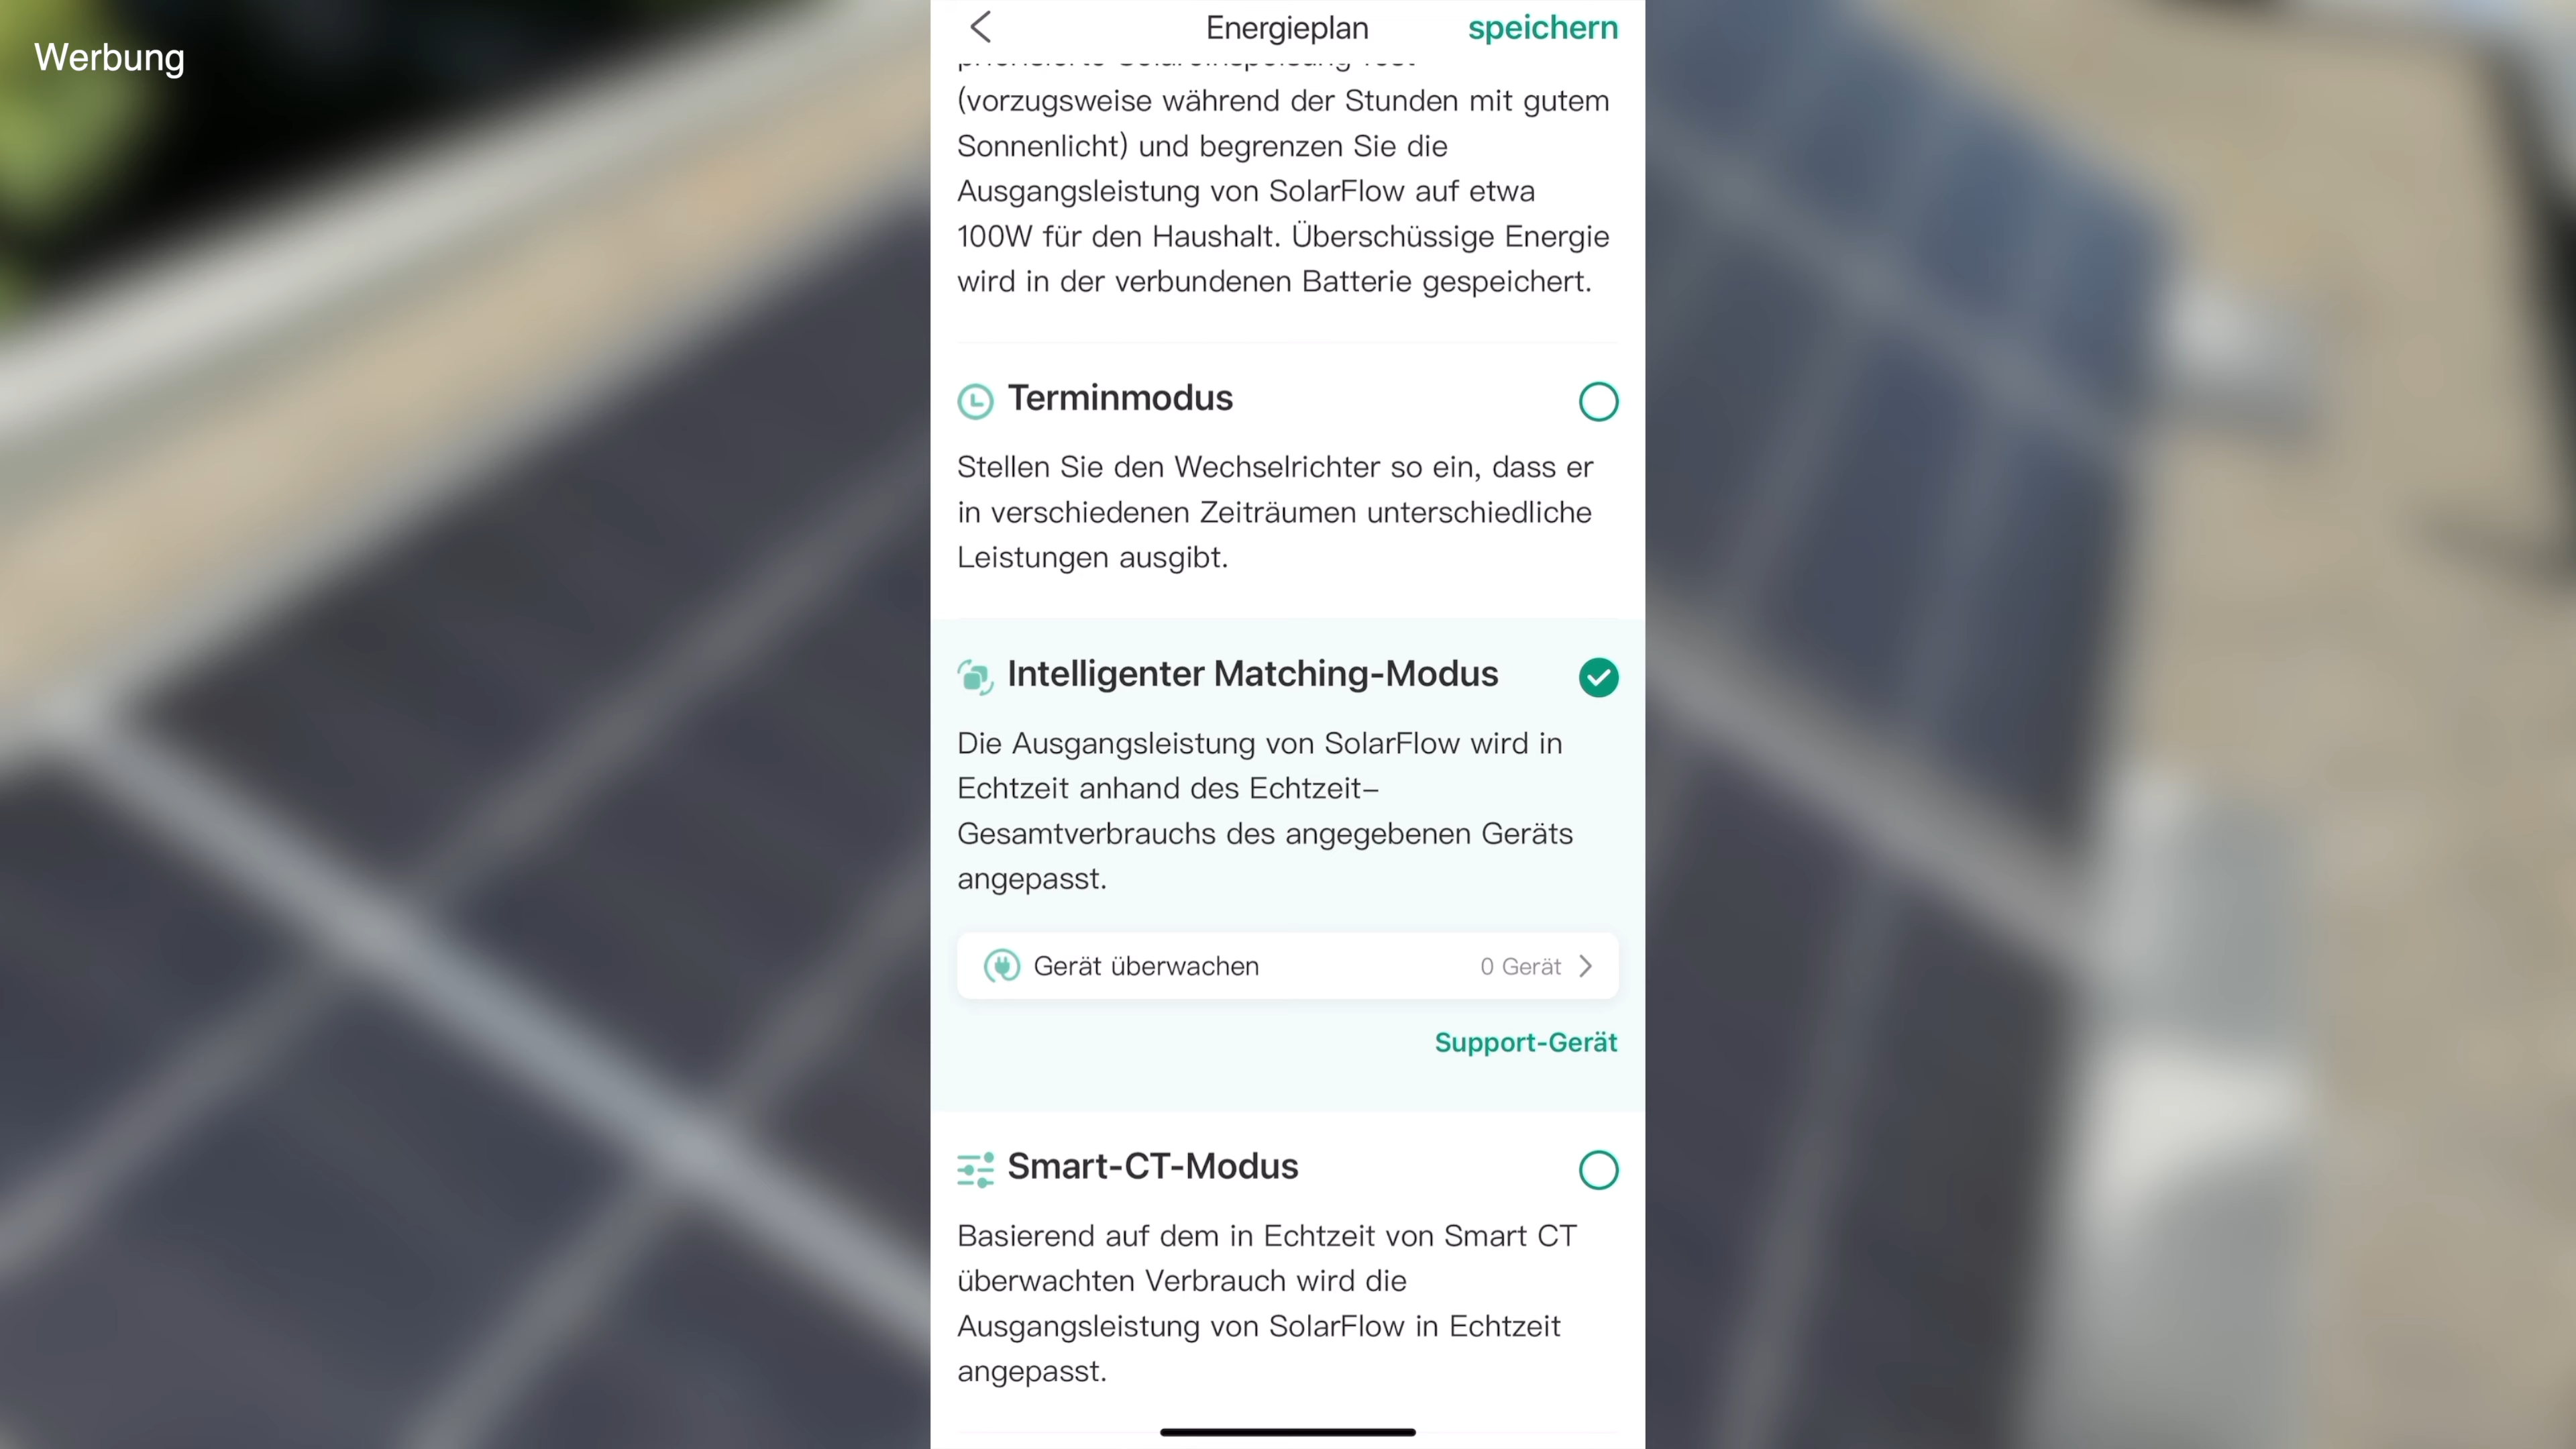 Werbung
Energieplan
speichern
(vorzugsweise während der Stunden mit gutem
Sonnenlicht) und begrenzen Sie die
Ausgangsleistung von SolarFlow auf etwa
100W für den Haushalt. Überschüssige Energie
wird in der verbundenen Batterie gespeichert.
Terminmodus
Stellen Sie den Wechselrichter so ein, dass er
in verschiedenen Zeiträumen unterschiedliche
Leistungen ausgibt.
Intelligenter Matching-Modus
Die Ausgangsleistung von SolarFlow wird in
Echtzeit anhand des Echtzeit–
Gesamtverbrauchs des angegebenen Geräts
angepasst.
Gerät überwachen
0 Gerät
Support-Gerät
Smart-CT-Modus
Basierend auf dem in Echtzeit von Smart CT
überwachten Verbrauch wird die
Ausgangsleistung von SolarFlow in Echtzeit
angepasst.